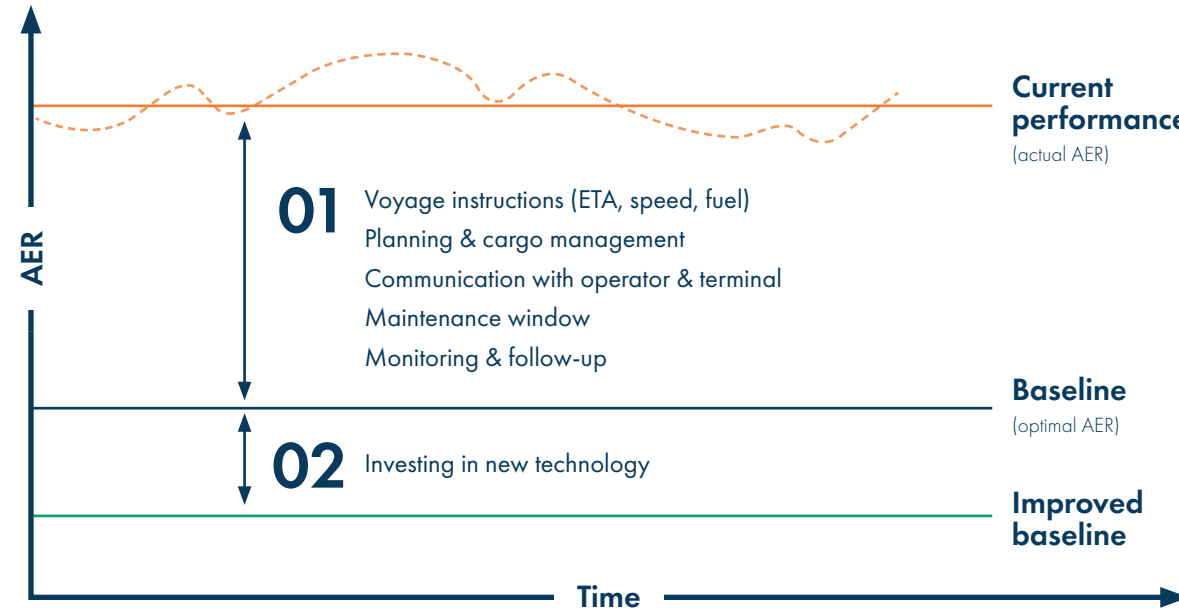 Current
performance
(actual AER)
01
Voyage instructions (ETA, speed, fuel)
Planning & cargo management
Communication with operator & terminal
Maintenance window
Monitoring & follow-up
AER
Baseline
(optimal AER)
02
Investing in new technology
Improved
baseline
Time